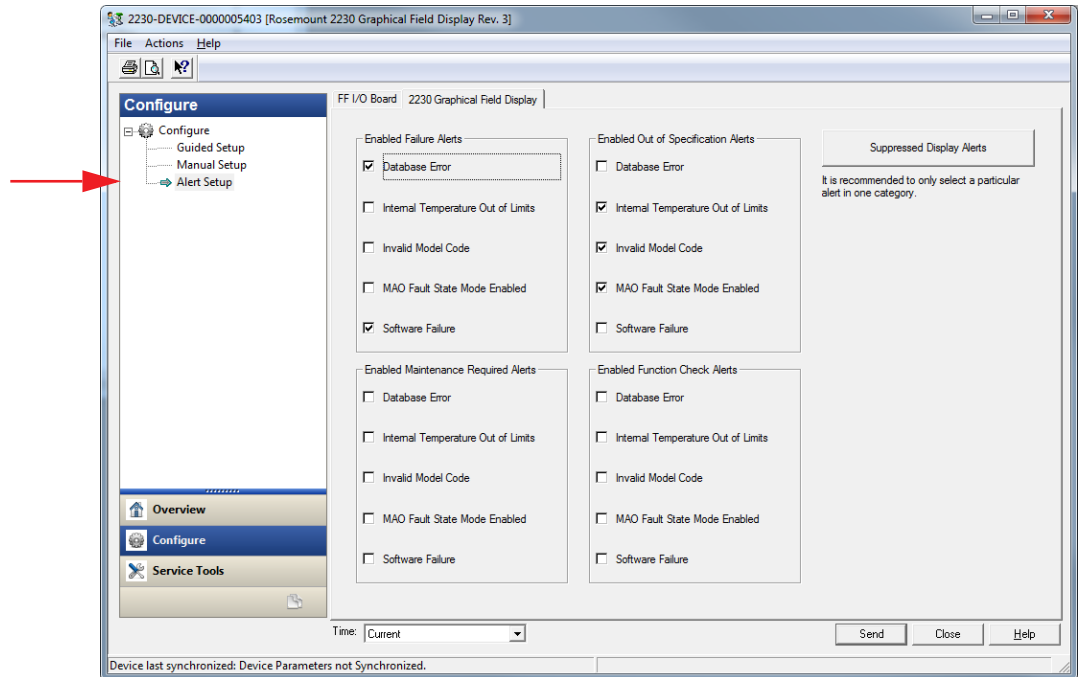 2230-DEVICE-0000005403 [Rosemount 2230 Graphical Field Display Rev. 3]
File Actions Help
Configure
Configure
Guided Setup
Manual Setup
Alert Setup
Overview
Configure
Service Tools
FF I/O Board 2230 Graphical Field Display
Enabled Failure Alerts
Database Error
Internal Temperature Out of Limits
Invalid Model Code
MAO Fault State Mode Enabled
Software Failure
Enabled Out of Specification Alerts
Database Error
Internal Temperature Out of Limits
Invalid Model Code
MAO Fault State Mode Enabled
Software Failure
Suppressed Display Alerts
It is recommended to only select a particular
alert in one category.
Enabled Maintenance Required Alerts
Database Error
Internal Temperature Out of Limits
Invalid Model Code
MAO Fault State Mode Enabled
Software Failure
Enabled Function Check Alerts
Database Error
Internal Temperature Out of Limits
Invalid Model Code
MAO Fault State Mode Enabled
Software Failure
Time: Current
Send Close Help
Device last synchronized: Device Parameters not Synchronized.